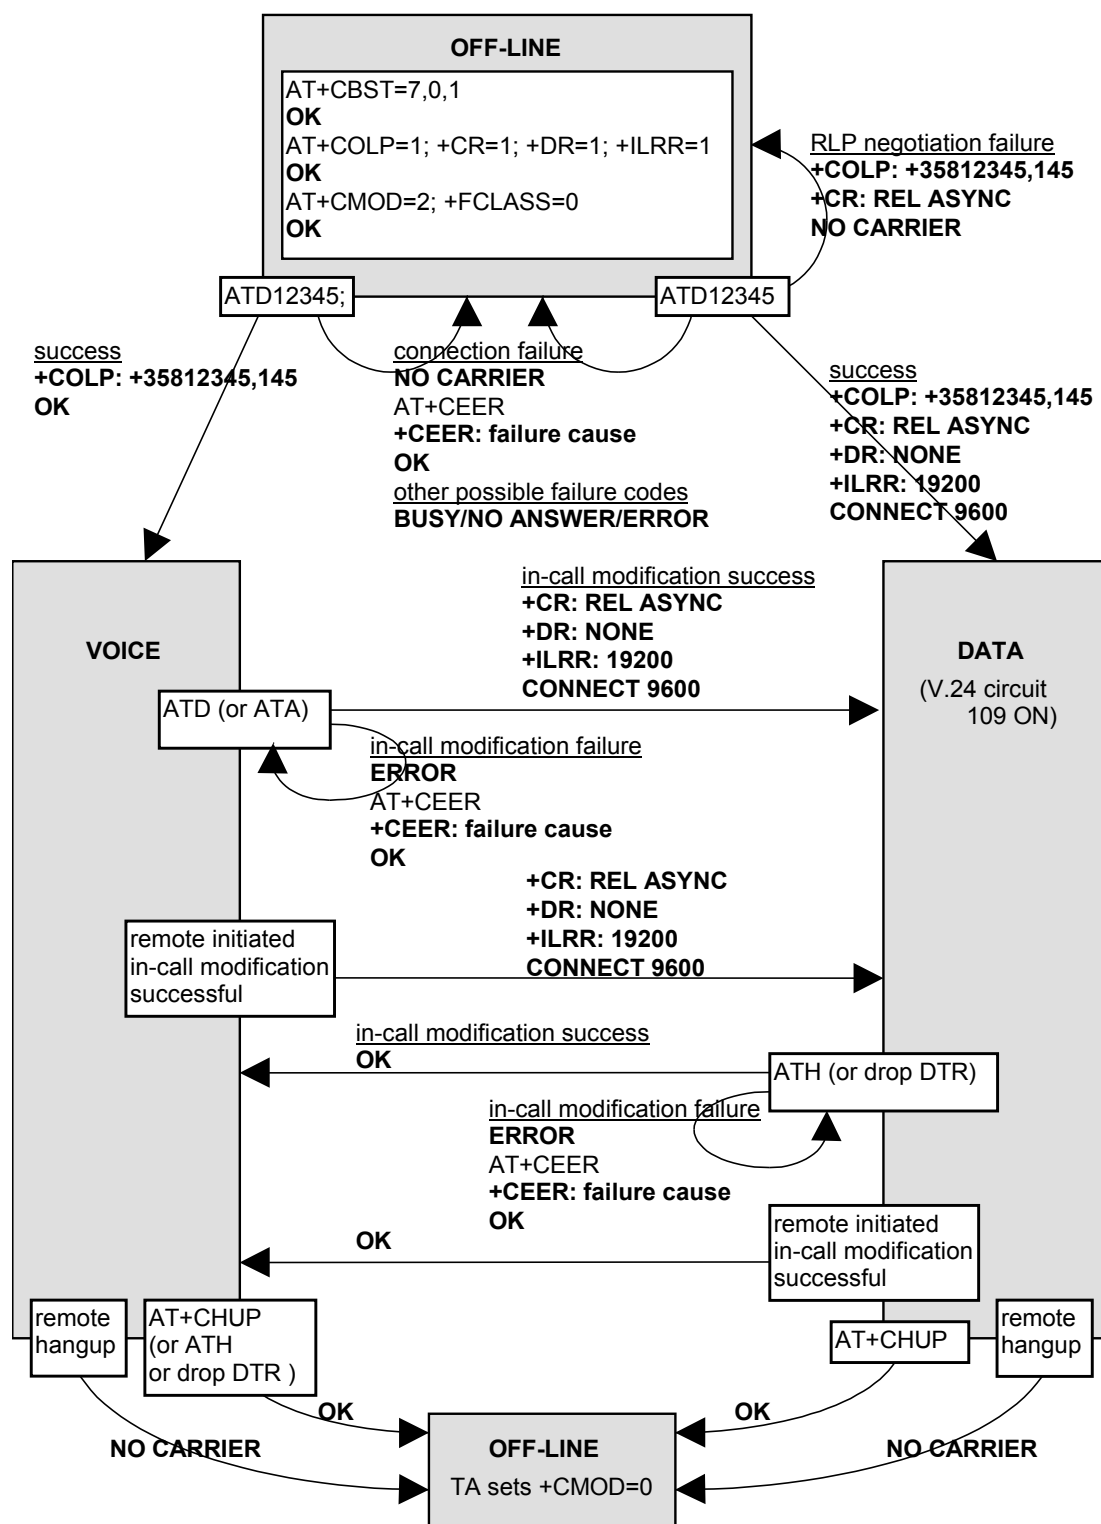 OFF-LINE
AT+CBST=7,0,1
OK
AT+COLP=1; +CR=1; +DR=1; +ILRR=1
OK
AT+CMOD=2; +FCLASS=0
OK
RLP negotiation failure
+COLP: +35812345,145
+CR: REL ASYNC
NO CARRIER
ATD12345;
ATD12345
success
+COLP: +35812345,145
OK
connection failure
NO CARRIER
AT+CEER
+CEER: failure cause
OK
other possible failure codes
BUSY/NO ANSWER/ERROR
success
+COLP: +35812345,145
+CR: REL ASYNC
+DR: NONE
+ILRR: 19200
CONNECT 9600
VOICE
in-call modification success
+CR: REL ASYNC
+DR: NONE
+ILRR: 19200
CONNECT 9600
DATA
(V.24 circuit
109 ON)
ATD (or ATA)
in-call modification failure
ERROR
AT+CEER
+CEER: failure cause
OK
+CR: REL ASYNC
+DR: NONE
+ILRR: 19200
CONNECT 9600
remote initiated
in-call modification
successful
in-call modification success
OK
ATH (or drop DTR)
in-call modification failure
ERROR
AT+CEER
+CEER: failure cause
OK
remote initiated
in-call modification
successful
OK
remote
hangup
AT+CHUP
(or ATH
or drop DTR )
AT+CHUP
remote
hangup
OK
OK
NO CARRIER
NO CARRIER
OFF-LINE
TA sets +CMOD=0